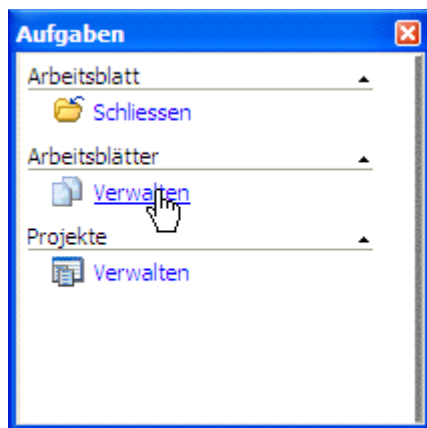 Aufgaben
Arbeitsblatt
Schliessen
Arbeitsblätter
Verwalten
Projekte
Verwalten